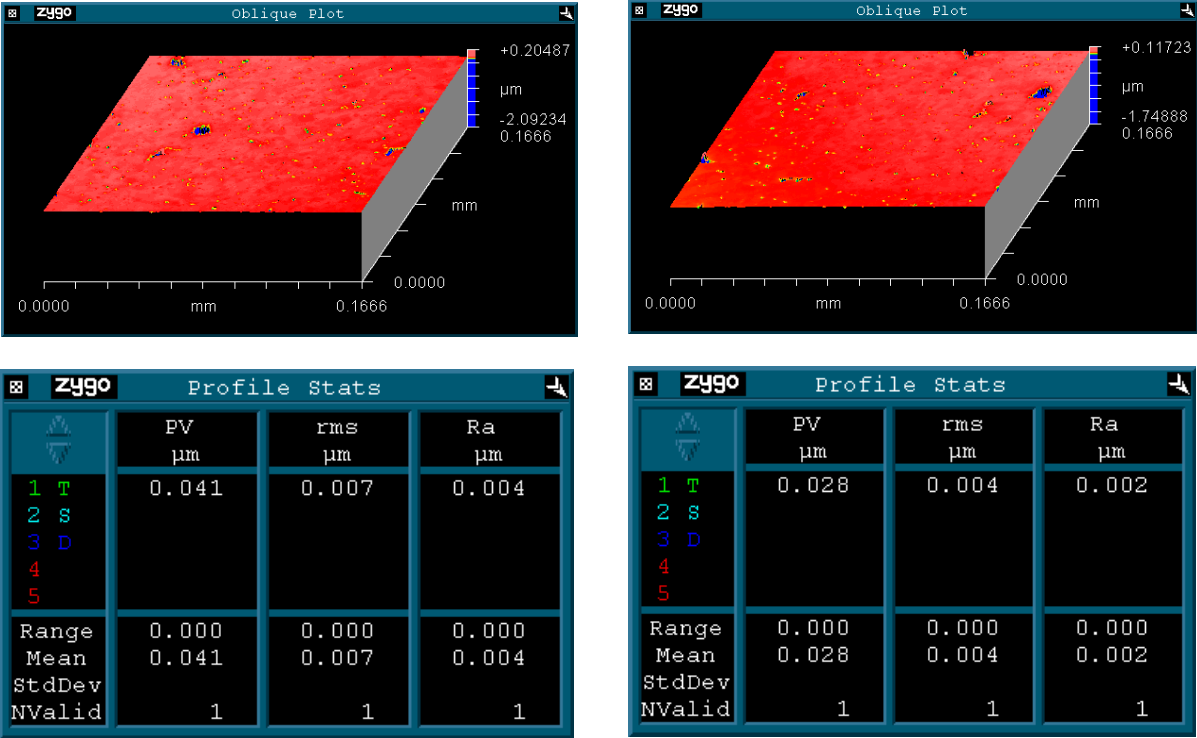 zygo Oblique Plot
+0.20487
µm
-2.09234
0.1666
mm
0.0000
0.0000 mm 0.1666
zygo Oblique Plot
+0.11723
µm
-1.74888
0.1666
mm
0.0000
0.0000 mm 0.1666
zygo Profile Stats
PV rms Ra
µm µm µm
1 T 0.041 0.007 0.004
2 S
3 D
4
5
Range 0.000 0.000 0.000
Mean 0.041 0.007 0.004
StdDev
NValid 1 1 1
zygo Profile Stats
PV rms Ra
µm µm µm
1 T 0.028 0.004 0.002
2 S
3 D
4
5
Range 0.000 0.000 0.000
Mean 0.028 0.004 0.002
StdDev
NValid 1 1 1